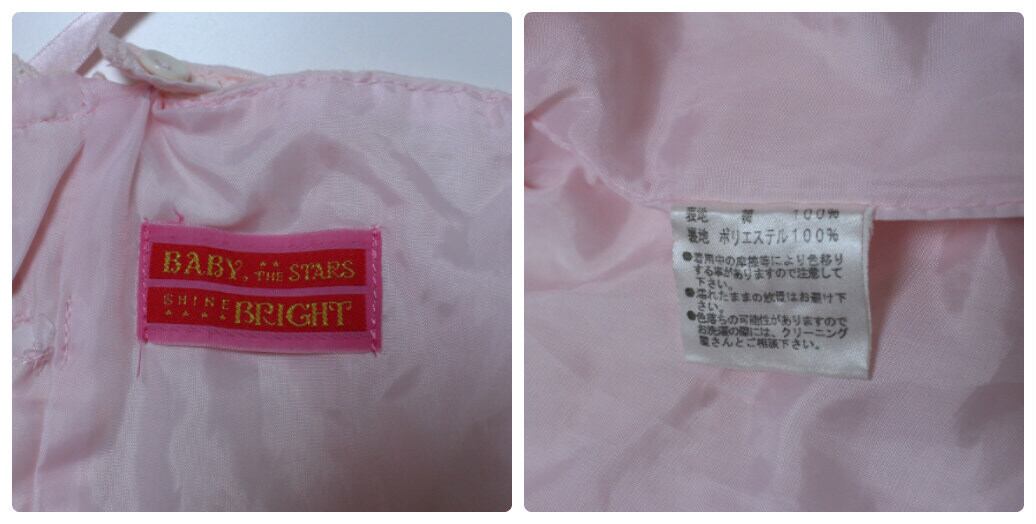 BABY, THE STARS
SHINE BRIGHT
表地 綿 100%
裏地 ポリエステル100%
●着用中の摩擦等により色移り
する事がありますので注意して
下さい。
●濡れたままの放置はお避け下
さい。
●色落ちの可能性がありますので
お洗濯の際には、クリーニング
屋さんとご相談下さい。